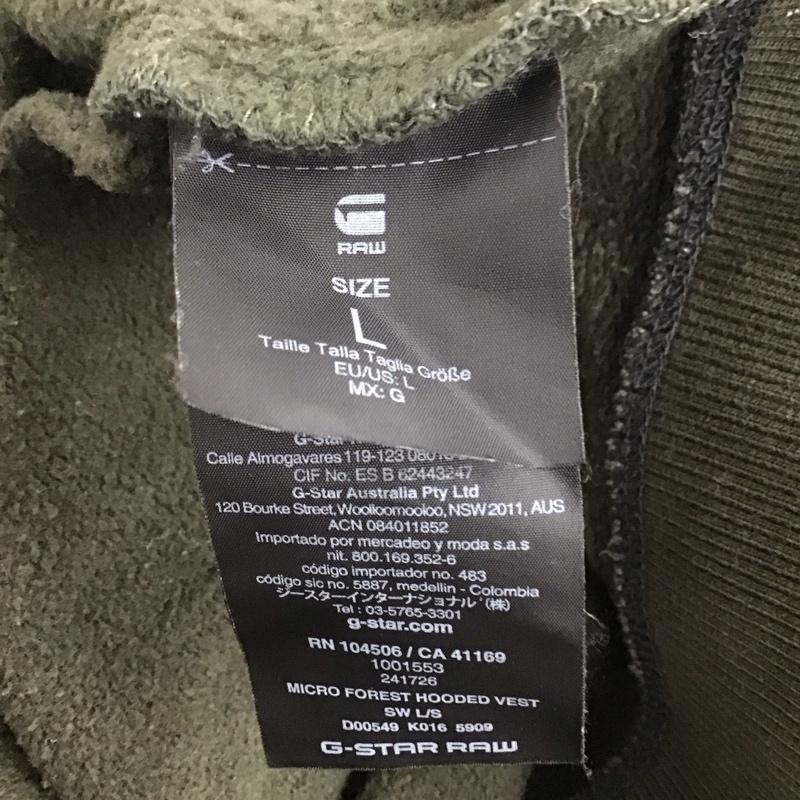 RAW
SIZE
L
Taille Talla Taglia Größe
EU/US: L
MX: G
G-Star
Calle Almogavares 119-123 08018
CIF No. ES B 62443247
G-Star Australia Pty Ltd
120 Bourke Street, Woolloomooloo, NSW 2011, AUS
ACN 084011852
Importado por mercadeo y moda s.a.s
nit. 800.169.352-6
código importador no. 483
código sic no. 5887, medellin - Colombia
ジースターインターナショナル (株)
Tel : 03-5765-3301
g-star.com
RN 104506 / CA 41169
1001553
241726
MICRO FOREST HOODED VEST
SW L/S
D00549 K016 5909
G-STAR RAW